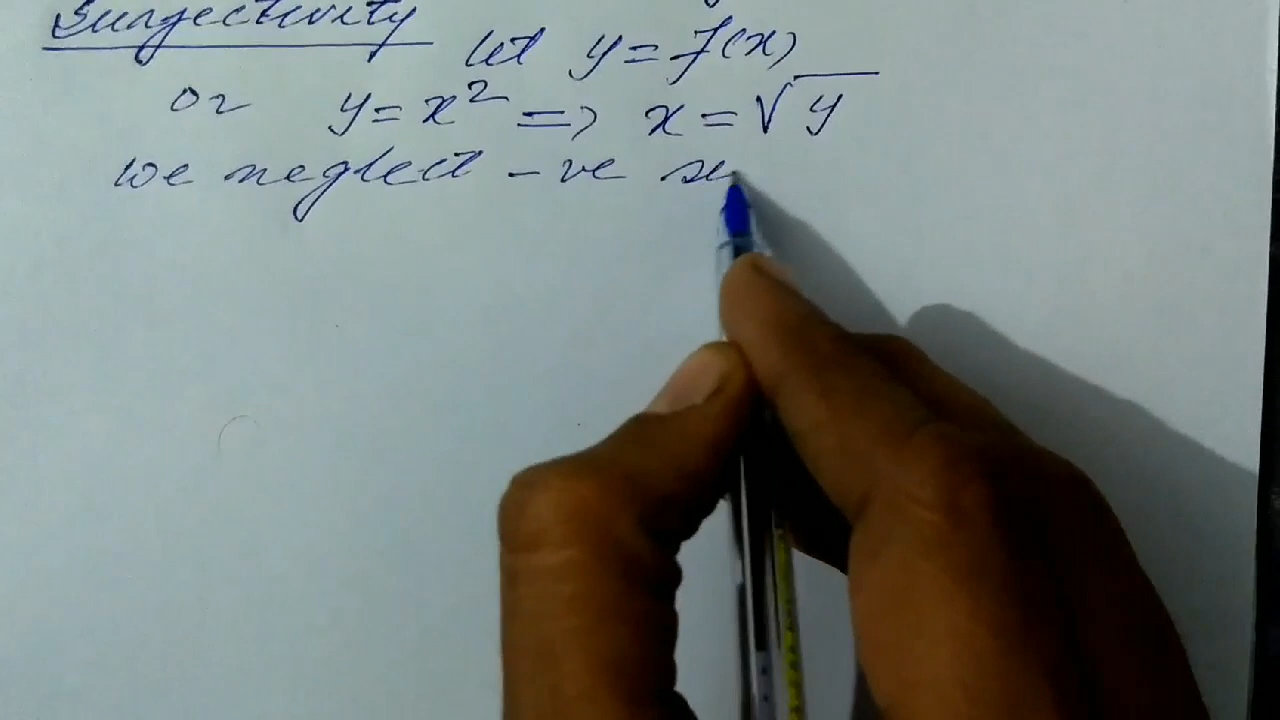 Surjectivity let y = f(x)
or y = x² => x = √y
we neglect -ve